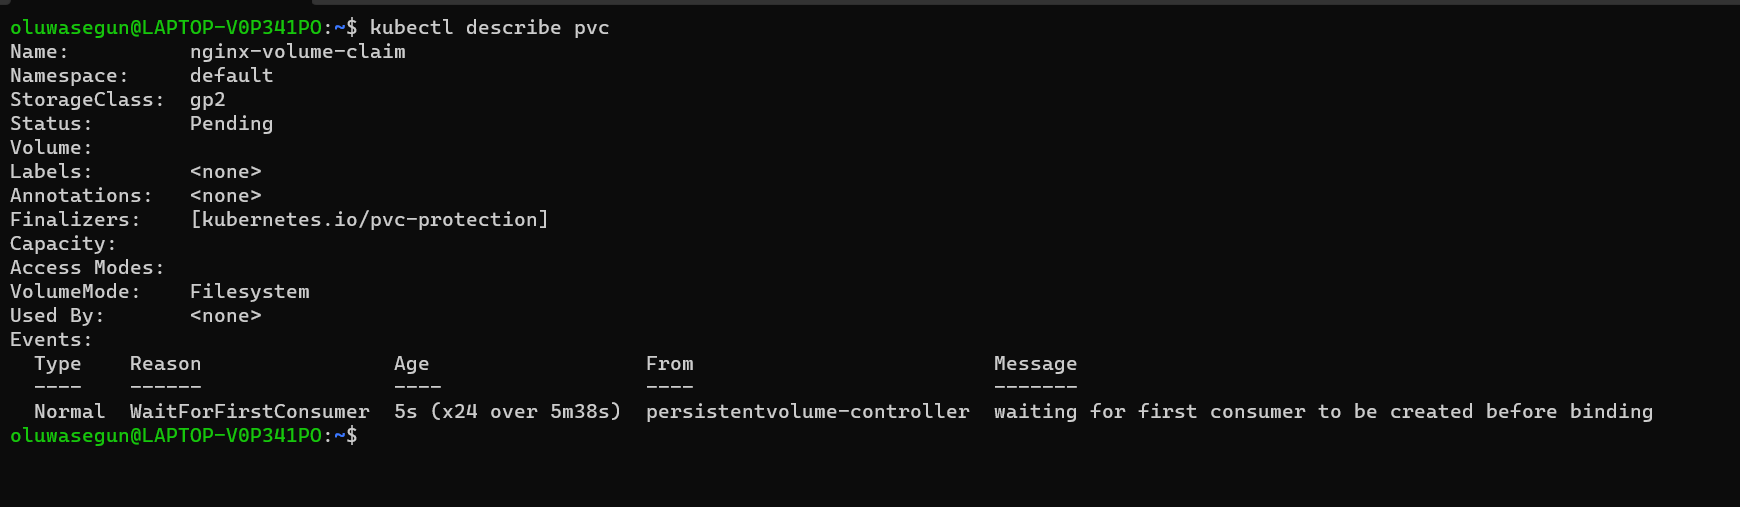 oluwasegun@LAPTOP-V0P341PO:~$ kubectl describe pvc
Name:          nginx-volume-claim
Namespace:     default
StorageClass:  gp2
Status:        Pending
Volume:
Labels:        <none>
Annotations:   <none>
Finalizers:    [kubernetes.io/pvc-protection]
Capacity:
Access Modes:
VolumeMode:    Filesystem
Used By:       <none>
Events:
  Type    Reason                Age                  From                         Message
  ----    ------                ----                 ----                         -------
  Normal  WaitForFirstConsumer  5s (x24 over 5m38s)  persistentvolume-controller  waiting for first consumer to be created before binding
oluwasegun@LAPTOP-V0P341PO:~$